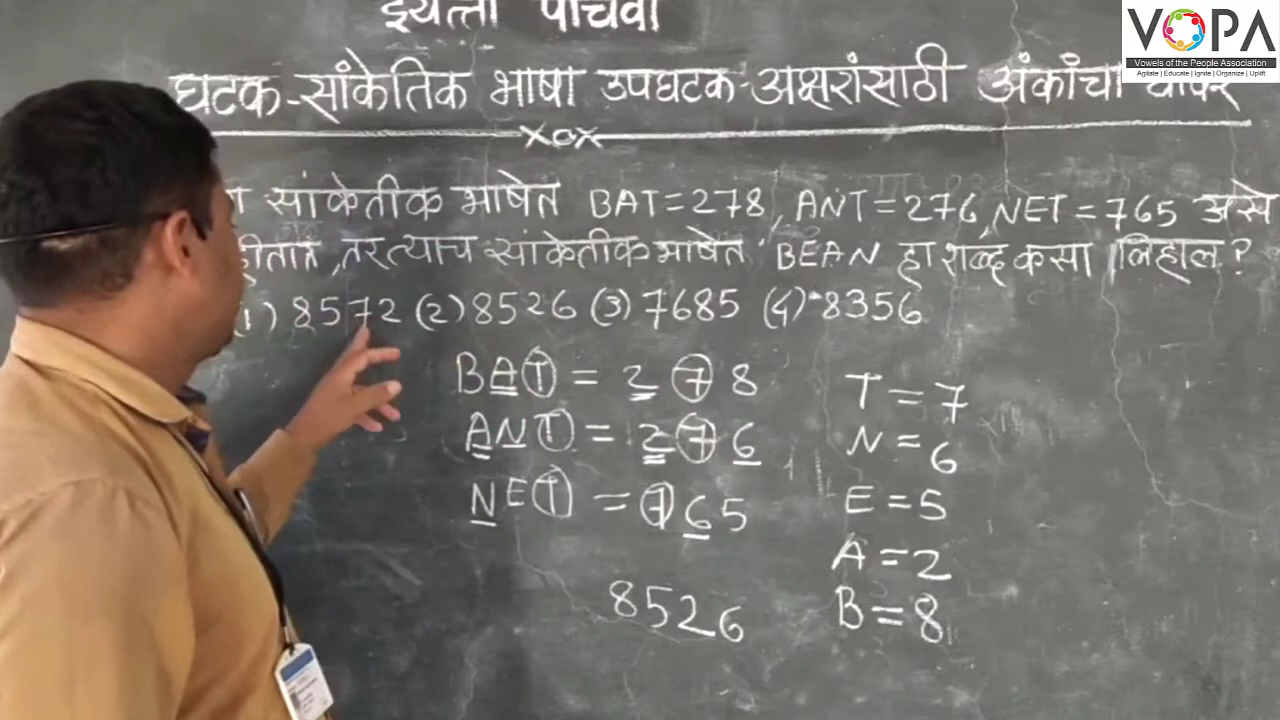 इयत्ता पाचवी
घटक-सांकेतिक भाषा उपघटक-अक्षरांसाठी अंकांचा वापर
xox
सांकेतीक भाषेत BAT=278, ANT=276, NET=765 असे
, तर त्याच सांकेतीक भाषेत 'BEAN हा शब्द कसा लिहाल?
(1) 8572 (2) 8526 (3) 7685 (4) 8356
BAT = 278
ANT = 276
NET = 765
8526
T = 7
N = 6
E = 5
A = 2
B = 8
VOPA
Vowels of the People Association
Agitate | Educate | Ignite | Organize | Uplift